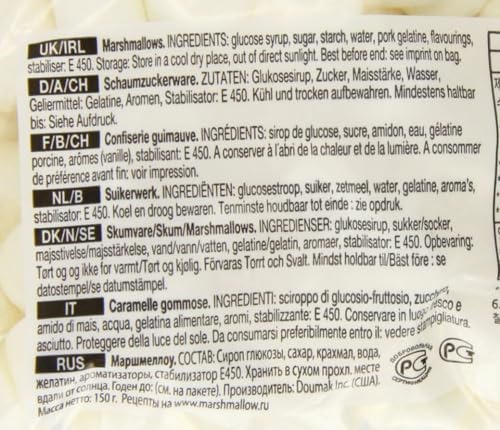 UK/IRL Marshmallows. INGREDIENTS: glucose syrup, sugar, starch, water, pork gelatine, flavourings,
stabiliser: E 450. Storage: Store in a cool dry place, out of direct sunlight. Best before end: see imprint on bag.
D/A/CH Schaumzuckerware. ZUTATEN: Glukosesirup, Zucker, Maisstärke, Wasser,
Geliermittel: Gelatine, Aromen, Stabilisator: E 450. Kühl und trocken aufbewahren. Mindestens haltbar
bis: Siehe Aufdruck.
F/B/CH Confiserie guimauve. INGRÉDIENTS: sirop de glucose, sucre, amidon, eau, gélatine
porcine, arômes (vanille), stabilisant: E 450. A conserver à l'abri de la chaleur et de la lumière. A consommer
de préférence avant fin: voir impression.
NL/B Suikerwerk. INGREDIËNTEN: glucosestroop, suiker, zetmeel, water, gelatine, aroma's,
stabilisator: E 450. Koel en droog bewaren. Tenminste houdbaar tot einde : zie opdruk.
DK/N/SE Skumvare/Skum/Marshmallows. INGREDIENSER: glukosesirup, sukker/socker,
majsstivelse/majsstärkelse, vand/vann/vatten, gelatine/gelatin, aromaer, stabilisator: E 450. Opbevaring:
Tørt og og ikke for varmt/Tørt og kjølig. Förvaras Torrt och Svalt. Mindst holdbar til/Bäst före : se
datostempel/se datumstämpel.
IT Caramelle gommose. INGREDIENTI: sciroppo di glucosio-fruttosio, zucchero,
amido di mais, acqua, gelatina alimentare, aromi, stabilizzante: E 450. Conservare in luogo fresco e
asciutto. Proteggere della luce del sole. Da consumarsi preferibilmente entro il: vedere stampigliatura.
RUS Маршмеллоу. СОСТАВ: Сироп глюкозы, сахар, крахмал, вода,
желатин, ароматизаторы, стабилизатор Е450. Хранить в сухом прохл. месте
вдали от солнца. Годен до: (см. на пакете). Производитель: Doumak Inc. (США).
Масса нетто: 150 г. Рецепты на www.marshmallow.ru
ДОБРОВОЛЬНАЯ
СЕРТИФИКАЦИЯ